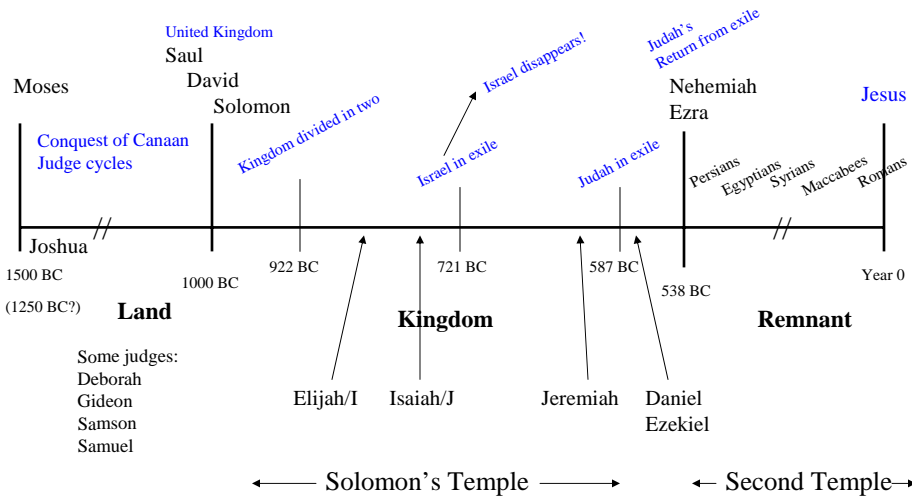 United Kingdom
Saul
David
Solomon
Moses
Conquest of Canaan
Judge cycles
Kingdom divided in two
Israel disappears!
Israel in exile
Judah in exile
Judah's
Return from exile
Nehemiah
Ezra
Persians
Egyptians
Syrians
Maccabees
Romans
Jesus
Joshua
1500 BC
(1250 BC?)
1000 BC
922 BC
721 BC
587 BC
538 BC
Year 0
Land
Kingdom
Remnant
Some judges:
Deborah
Gideon
Samson
Samuel
Elijah/I
Isaiah/J
Jeremiah
Daniel
Ezekiel
Solomon's Temple
Second Temple